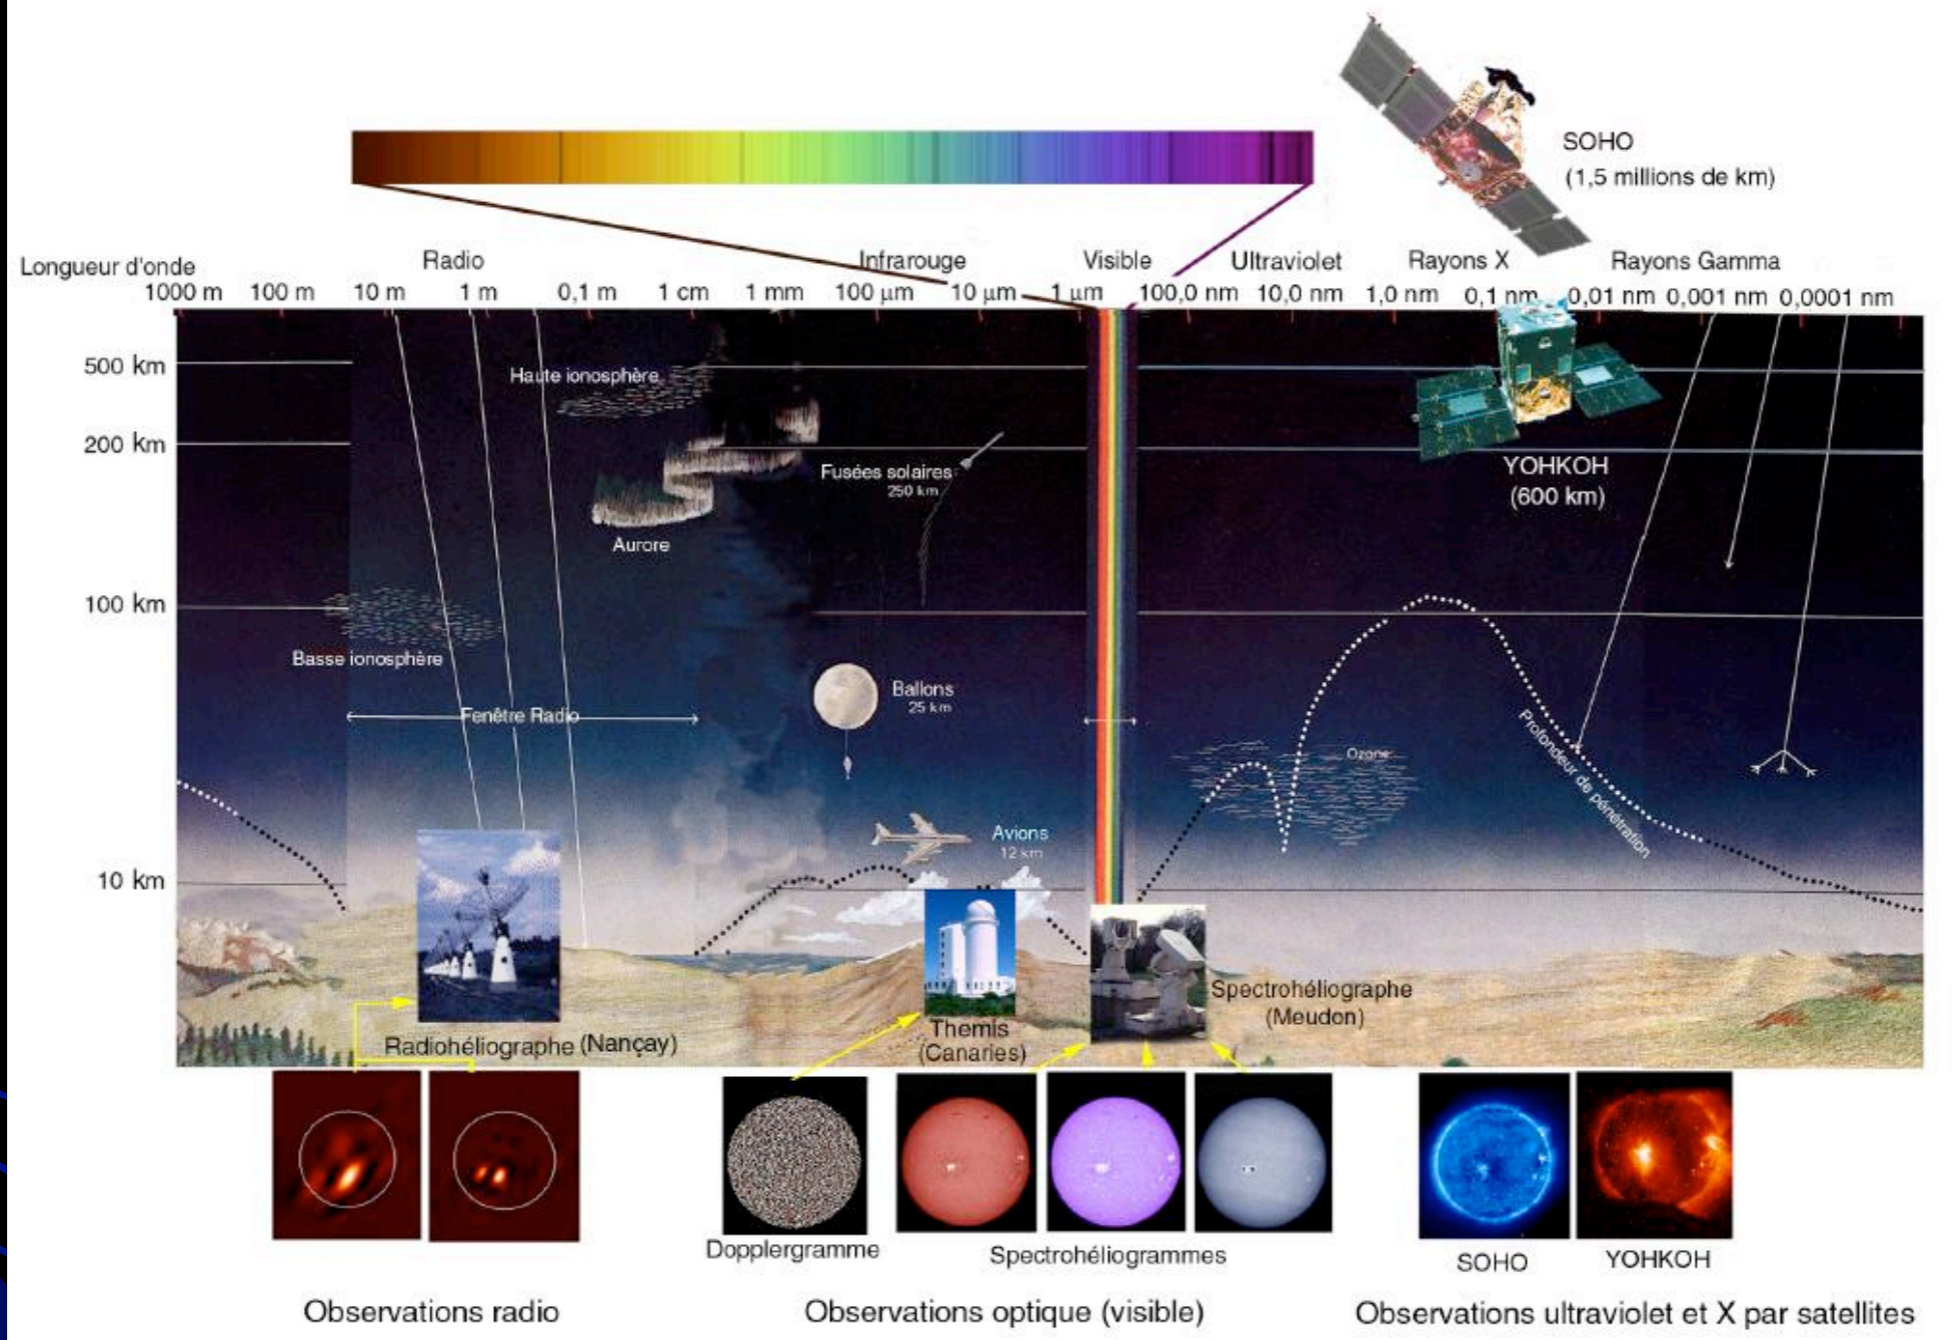 SOHO
(1,5 millions de km)
Longueur d'onde
Radio
Infrarouge
Visible
Ultraviolet
Rayons X
Rayons Gamma
1000 m 100 m 10 m 1 m 0,1 m 1 cm 1 mm 100 µm 10 µm 1 µm 100,0 nm 10,0 nm 1,0 nm 0,1 nm 0,01 nm 0,001 nm 0,0001 nm
500 km
Haute ionosphère
200 km
Fusées solaires
250 km
YOHKOH
(600 km)
Aurore
100 km
Basse ionosphère
Ballons
25 km
Fenêtre Radio
Ozone
Profondeur de pénétration
Avions
12 km
10 km
Spectrohéliographe
(Meudon)
Themis
(Canaries)
Radiohéliographe (Nançay)
Dopplergramme
Spectrohéliogrammes
SOHO
YOHKOH
Observations radio
Observations optique (visible)
Observations ultraviolet et X par satellites